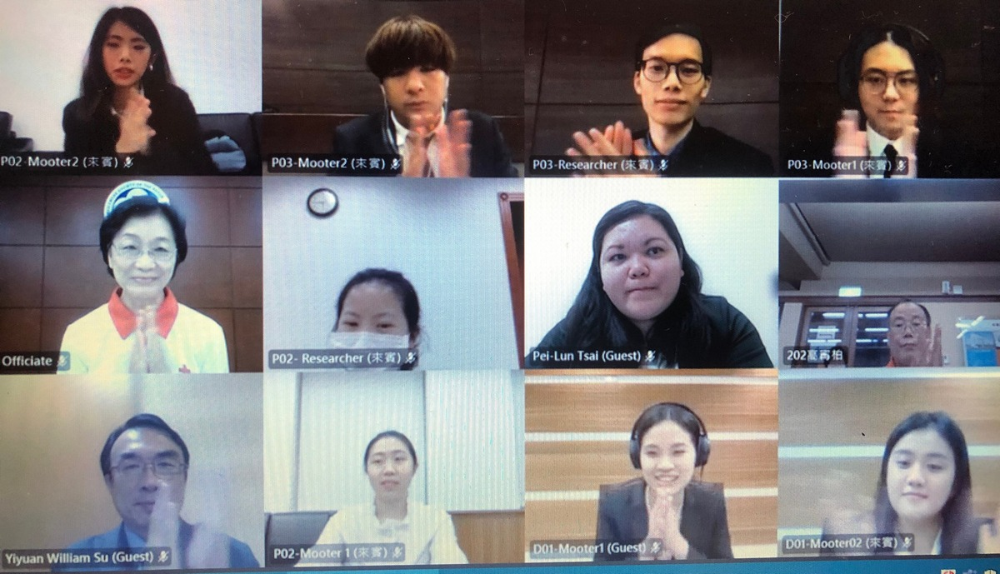 P02-Mooter2 (來賓)
P03-Mooter2 (來賓)
P03-Researcher (來賓)
P03-Mooter1 (來賓)
Officiate
P02- Researcher (來賓)
Pei-Lun Tsai (Guest)
202
Yiyuan William Su (Guest)
P02-Mooter 1 (來賓)
D01-Mooter1 (Guest)
D01-Mooter02 (來賓)